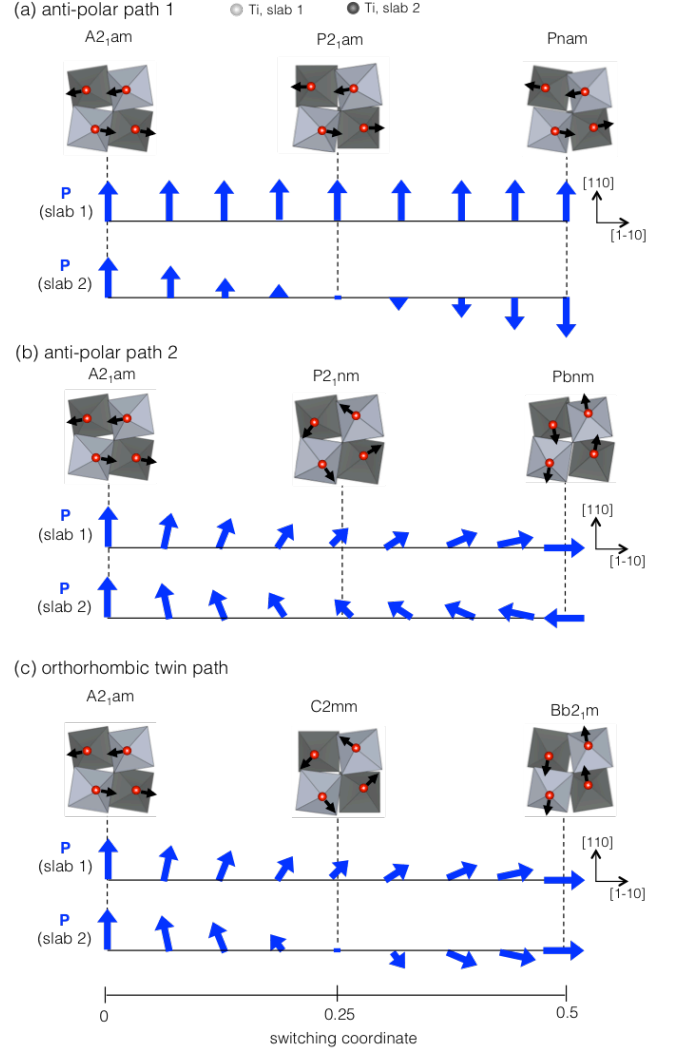 (a) anti-polar path 1
Ti, slab 1 Ti, slab 2
A2₁am P2₁am Pnam
P
(slab 1)
[110]
[1-10]
P
(slab 2)
(b) anti-polar path 2
A2₁am P2₁nm Pbnm
P
(slab 1)
[110]
[1-10]
P
(slab 2)
(c) orthorhombic twin path
A2₁am C2mm Bb2₁m
P
(slab 1)
[110]
[1-10]
P
(slab 2)
0 0.25 0.5
switching coordinate